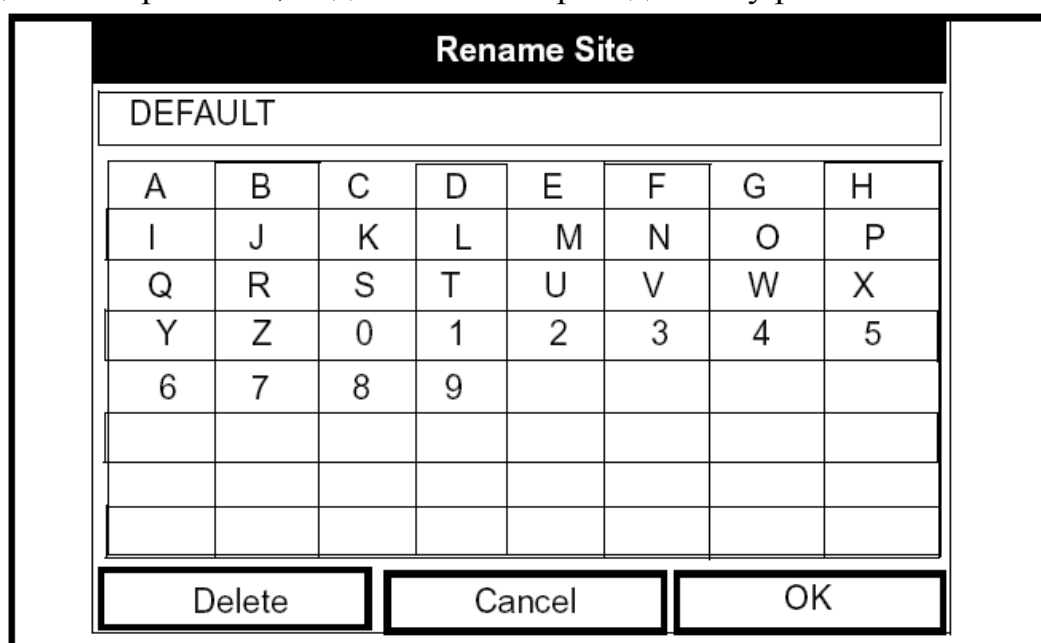 Rename Site
DEFAULT
A B C D E F G H
I J K L M N O P
Q R S T U V W X
Y Z 0 1 2 3 4 5
6 7 8 9
Delete Cancel OK